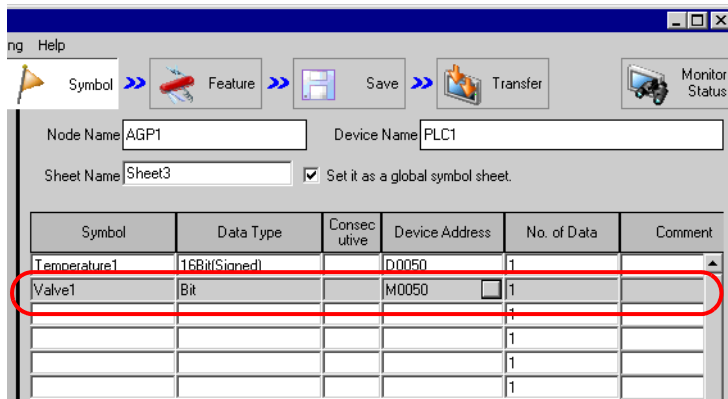 ng Help
Symbol Feature Save Transfer Monitor
Status
Node Name AGP1 Device Name PLC1
Sheet Name Sheet3 Set it as a global symbol sheet.
Symbol Data Type Consec
utive Device Address No. of Data Comment
Temperature1 16Bit(Signed) D0050 1
Valve1 Bit M0050 1
1
1
1
1